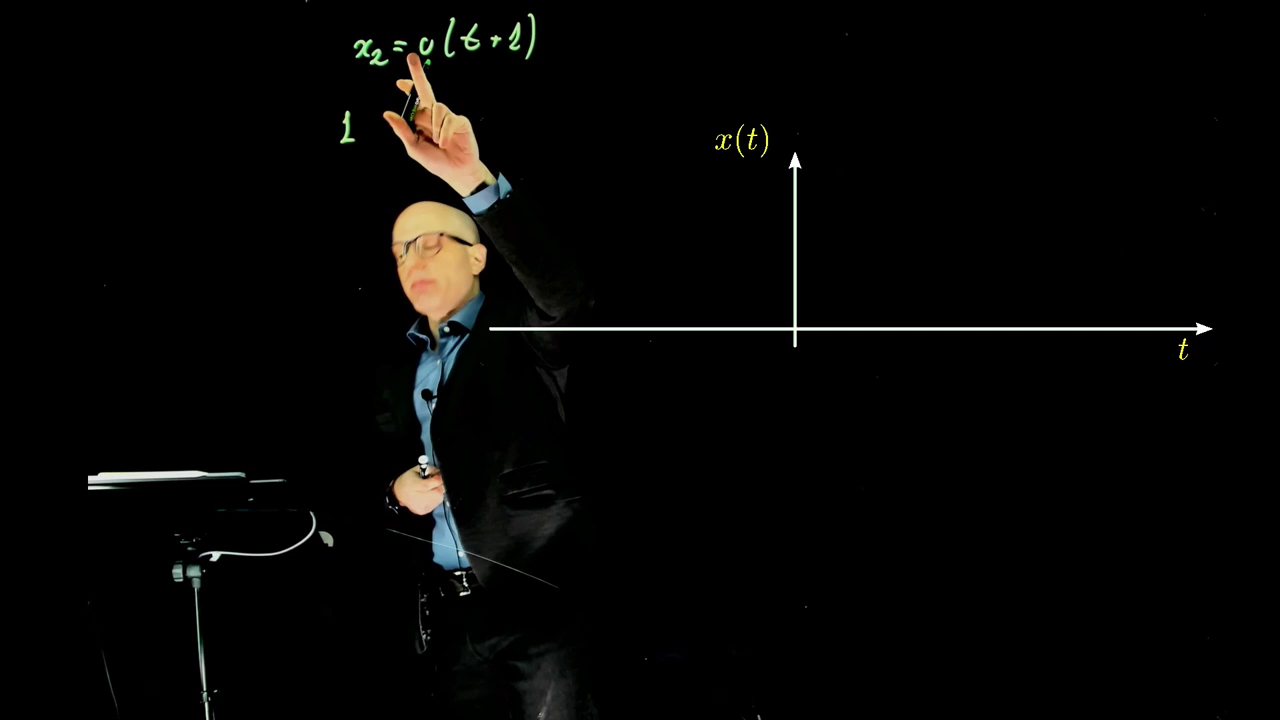 x₂ = u(t+1)
1
x(t)
t